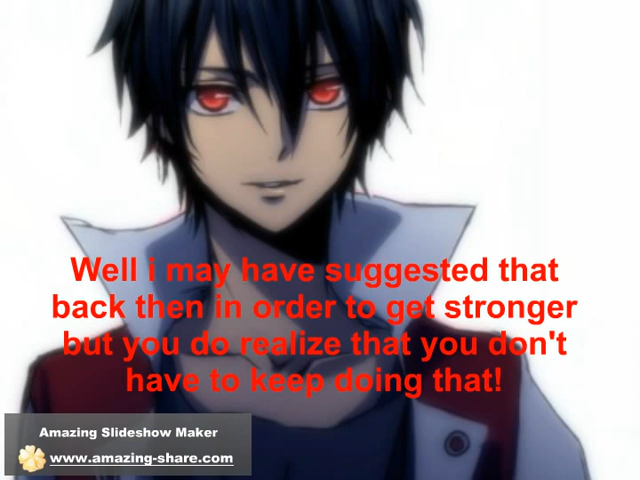 Well i may have suggested that
back then in order to get stronger
but you do realize that you don't
have to keep doing that!
Amazing Slideshow Maker
www.amazing-share.com